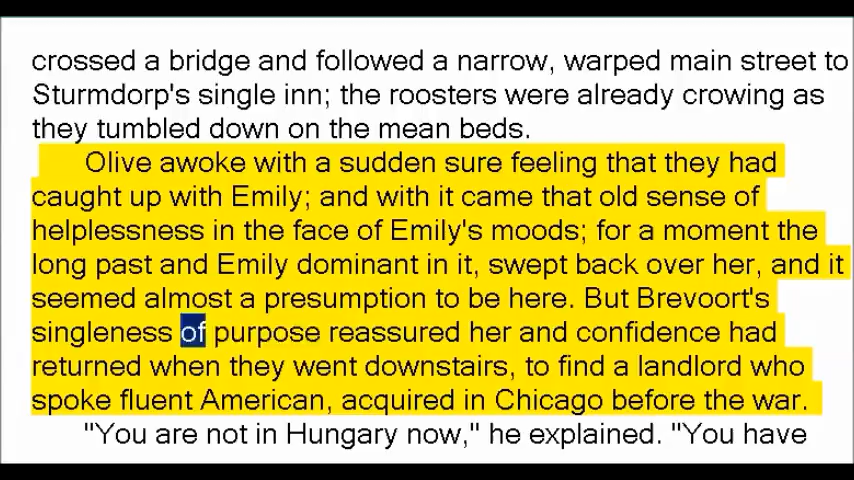 crossed a bridge and followed a narrow, warped main street to
Sturmdorp's single inn; the roosters were already crowing as
they tumbled down on the mean beds.
Olive awoke with a sudden sure feeling that they had
caught up with Emily; and with it came that old sense of
helplessness in the face of Emily's moods; for a moment the
long past and Emily dominant in it, swept back over her, and it
seemed almost a presumption to be here. But Brevoort's
singleness of purpose reassured her and confidence had
returned when they went downstairs, to find a landlord who
spoke fluent American, acquired in Chicago before the war.
"You are not in Hungary now," he explained. "You have